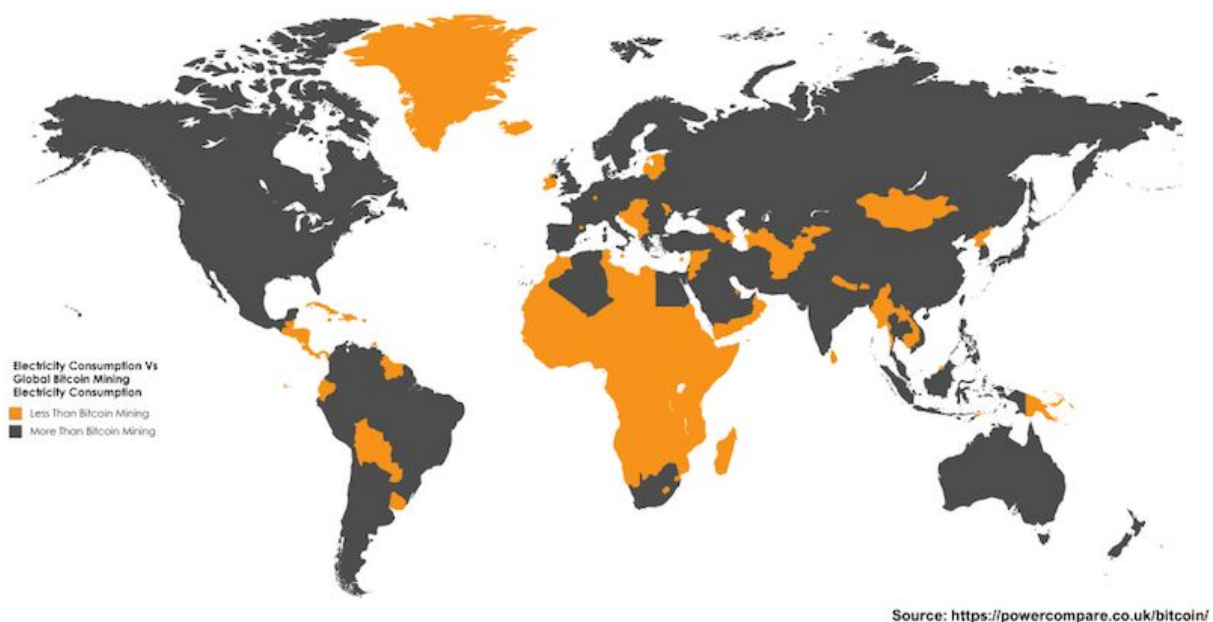 Electricity Consumption Vs
Global Bitcoin Mining
Electricity Consumption
Less Than Bitcoin Mining
More Than Bitcoin Mining
Source: https://powercompare.co.uk/bitcoin/